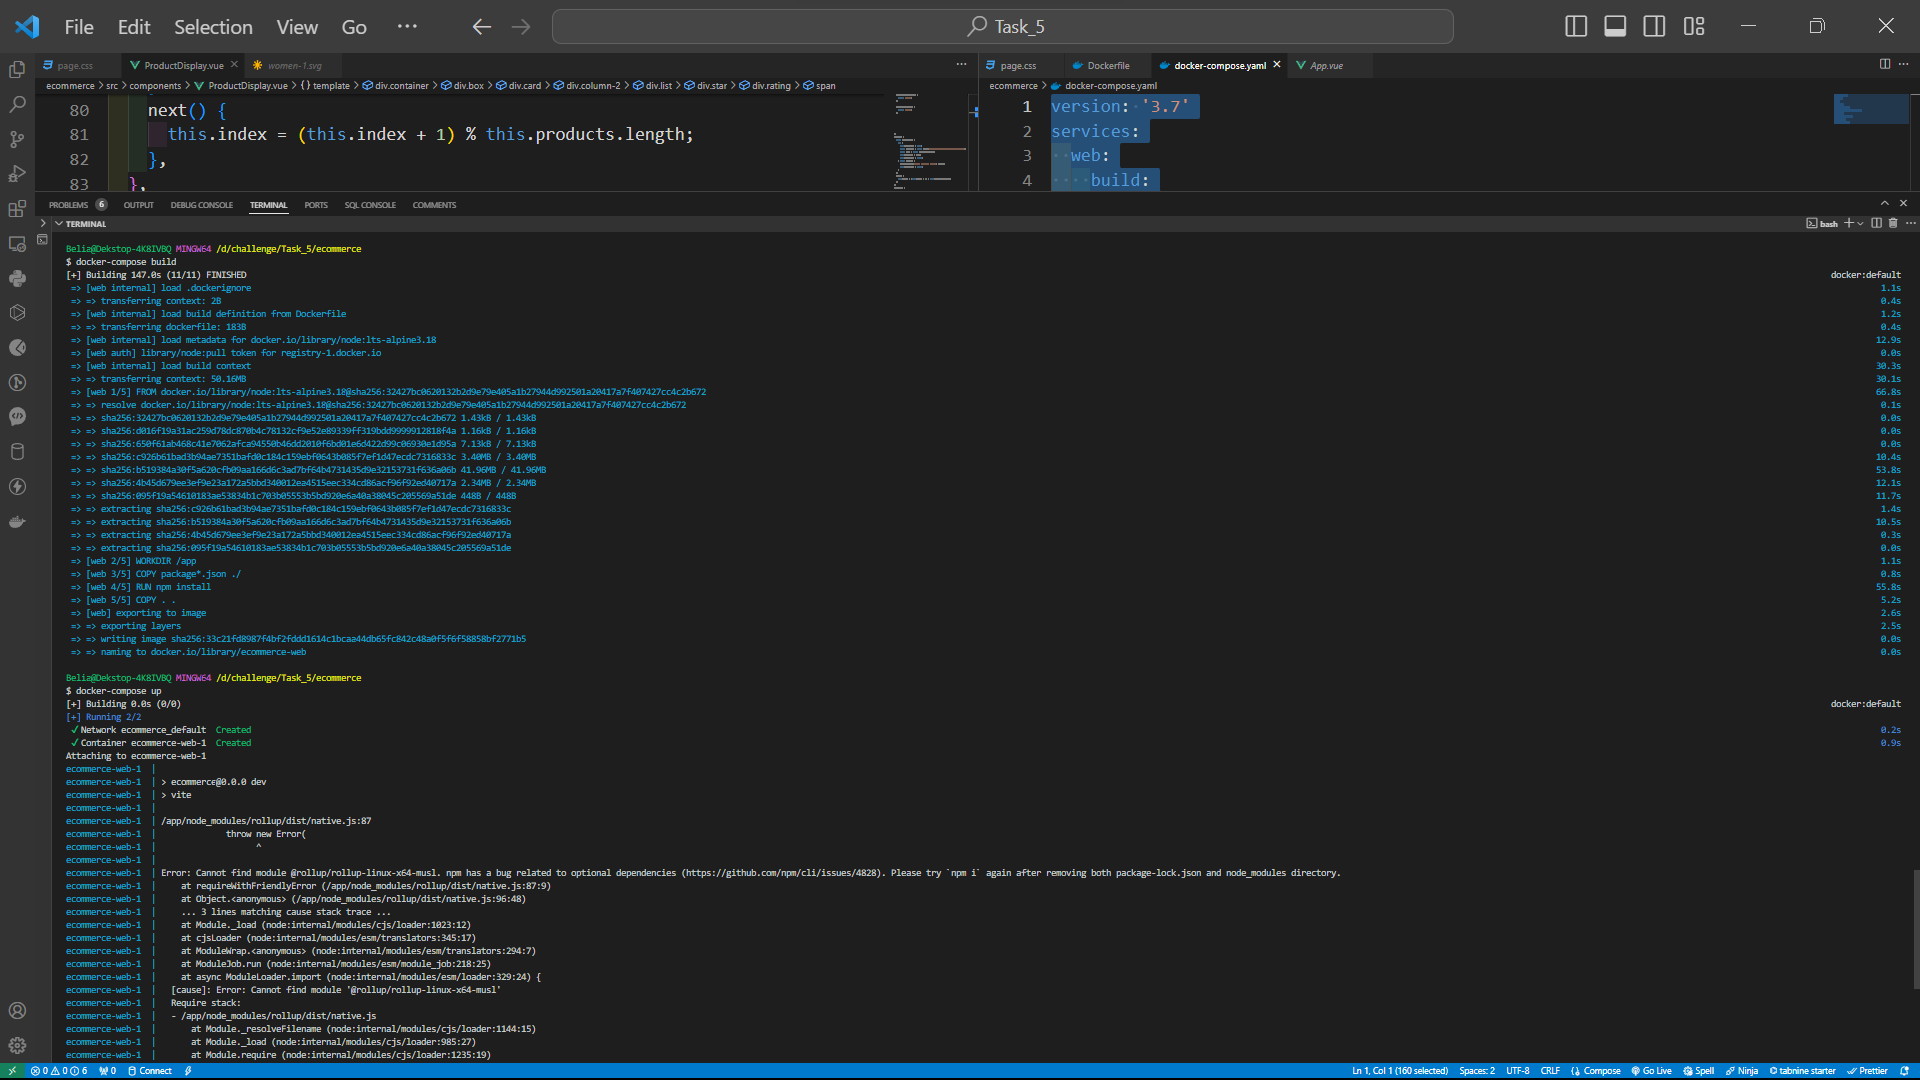 File Edit Selection View Go ··· Task_5
page.css ProductDisplay.vue women-1.svg ···
page.css Dockerfile docker-compose.yaml App.vue ···
ecommerce > src > components > ProductDisplay.vue > {} template > div.container > div.box > div.card > div.column-2 > div.list > div.star > div.rating > span
ecommerce > docker-compose.yaml
80 next() {
81 this.index = (this.index + 1) % this.products.length;
82 },
83 },
1 version: '3.7'
2 services:
3 web:
4 build:
PROBLEMS 6 OUTPUT DEBUG CONSOLE TERMINAL PORTS SQL CONSOLE COMMENTS
TERMINAL bash
Beliz@Dekstop-4K8IVBQ MINGW64 /d/challenge/Task_5/ecommerce
$ docker-compose build
[+] Building 147.0s (11/11) FINISHED docker:default
=> [web internal] load .dockerignore 1.1s
=> => transferring context: 2B 0.4s
=> [web internal] load build definition from Dockerfile 1.2s
=> => transferring dockerfile: 183B 0.4s
=> [web internal] load metadata for docker.io/library/node:lts-alpine3.18 12.9s
=> [web auth] library/node:pull token for registry-1.docker.io 0.0s
=> [web internal] load build context 30.3s
=> => transferring context: 50.16MB 30.1s
=> [web 1/5] FROM docker.io/library/node:lts-alpine3.18@sha256:32427bc0620132b2d9e79e405a1b27944d992501a20417a7f407427cc4c2b672 66.8s
=> => resolve docker.io/library/node:lts-alpine3.18@sha256:32427bc0620132b2d9e79e405a1b27944d992501a20417a7f407427cc4c2b672 0.1s
=> => sha256:32427bc0620132b2d9e79e405a1b27944d992501a20417a7f407427cc4c2b672 1.43kB / 1.43kB 0.0s
=> => sha256:d016f19a31ac259d78dc870b4c78132cf9e52e89339ff319bdd9999912818f4a 1.16kB / 1.16kB 0.0s
=> => sha256:650f61ab468c41e7062afca94550b46dd2010f6bd01e6d422d99c06930e1d95a 7.13kB / 7.13kB 0.0s
=> => sha256:c926b61bad3b94ae7351bafd0c184c159ebf0643b085f7ef1d47ecdc7316833c 3.40MB / 3.40MB 10.4s
=> => sha256:b519384a30f5a620cfb09aa166d6c3ad7bf64b4731435d9e32153731f636a06b 41.96MB / 41.96MB 53.8s
=> => sha256:4b45d679ee3ef9e23a172a5bbd340012ea4515eec334cd86acf96f92ed40717a 2.34MB / 2.34MB 12.1s
=> => sha256:095f19a54610183ae53834b1c703b05553b5bd920e6a40a38045c205569a51de 448B / 448B 11.7s
=> => extracting sha256:c926b61bad3b94ae7351bafd0c184c159ebf0643b085f7ef1d47ecdc7316833c 1.4s
=> => extracting sha256:b519384a30f5a620cfb09aa166d6c3ad7bf64b4731435d9e32153731f636a06b 10.5s
=> => extracting sha256:4b45d679ee3ef9e23a172a5bbd340012ea4515eec334cd86acf96f92ed40717a 0.3s
=> => extracting sha256:095f19a54610183ae53834b1c703b05553b5bd920e6a40a38045c205569a51de 0.0s
=> [web 2/5] WORKDIR /app 1.1s
=> [web 3/5] COPY package*.json ./ 0.8s
=> [web 4/5] RUN npm install 55.8s
=> [web 5/5] COPY . . 5.2s
=> [web] exporting to image 2.6s
=> => exporting layers 2.5s
=> => writing image sha256:33c21fd8987f4bf2fddd1614c1bcaa44db65fc842c48a0f5f6f58858bf2771b5 0.0s
=> => naming to docker.io/library/ecommerce-web 0.0s
Beliz@Dekstop-4K8IVBQ MINGW64 /d/challenge/Task_5/ecommerce
$ docker-compose up
[+] Building 0.0s (0/0) docker:default
[+] Running 2/2
✓Network ecommerce_default Created 0.2s
✓Container ecommerce-web-1 Created 0.9s
Attaching to ecommerce-web-1
ecommerce-web-1 |
ecommerce-web-1 | > ecommerce@0.0.0 dev
ecommerce-web-1 | > vite
ecommerce-web-1 |
ecommerce-web-1 | /app/node_modules/rollup/dist/native.js:87
ecommerce-web-1 | throw new Error(
ecommerce-web-1 | ^
ecommerce-web-1 |
ecommerce-web-1 | Error: Cannot find module @rollup/rollup-linux-x64-musl. npm has a bug related to optional dependencies (https://github.com/npm/cli/issues/4828). Please try `npm i` again after removing both package-lock.json and node_modules directory.
ecommerce-web-1 | at requireWithFriendlyError (/app/node_modules/rollup/dist/native.js:87:9)
ecommerce-web-1 | at Object.<anonymous> (/app/node_modules/rollup/dist/native.js:96:48)
ecommerce-web-1 | ... 3 lines matching cause stack trace ...
ecommerce-web-1 | at Module._load (node:internal/modules/cjs/loader:1023:12)
ecommerce-web-1 | at cjsLoader (node:internal/modules/esm/translators:345:17)
ecommerce-web-1 | at ModuleWrap.<anonymous> (node:internal/modules/esm/translators:294:7)
ecommerce-web-1 | at ModuleJob.run (node:internal/modules/esm/module_job:218:25)
ecommerce-web-1 | at async ModuleLoader.import (node:internal/modules/esm/loader:329:24) {
ecommerce-web-1 | [cause]: Error: Cannot find module '@rollup/rollup-linux-x64-musl'
ecommerce-web-1 | Require stack:
ecommerce-web-1 | - /app/node_modules/rollup/dist/native.js
ecommerce-web-1 | at Module._resolveFilename (node:internal/modules/cjs/loader:1144:15)
ecommerce-web-1 | at Module._load (node:internal/modules/cjs/loader:985:27)
ecommerce-web-1 | at Module.require (node:internal/modules/cjs/loader:1235:19)
0 0 6 0 Connect Ln 1, Col 1 (160 selected) Spaces: 2 UTF-8 CRLF Compose Go Live Spell Ninja tabnine starter Prettier